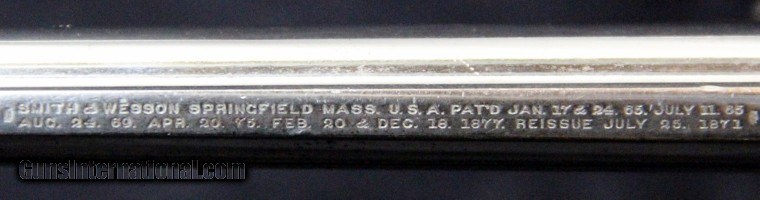 SMITH & WESSON SPRINGFIELD MASS. U.S.A. PAT'D JAN. 17 & 24. 65. JULY 11. 65
AUG. 24. 69. APR. 20. 75. FEB. 20 & DEC. 18. 1877. REISSUE JULY 25. 1871
GunsInternational.com